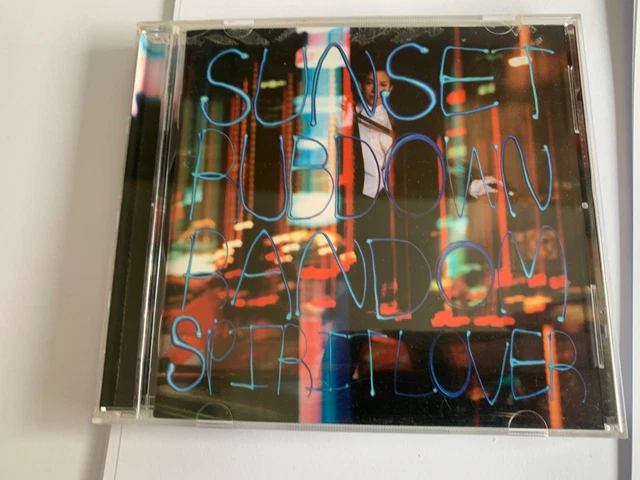 SUNSET
RUBDOWN
RANDOM
SPIRIT LOVER